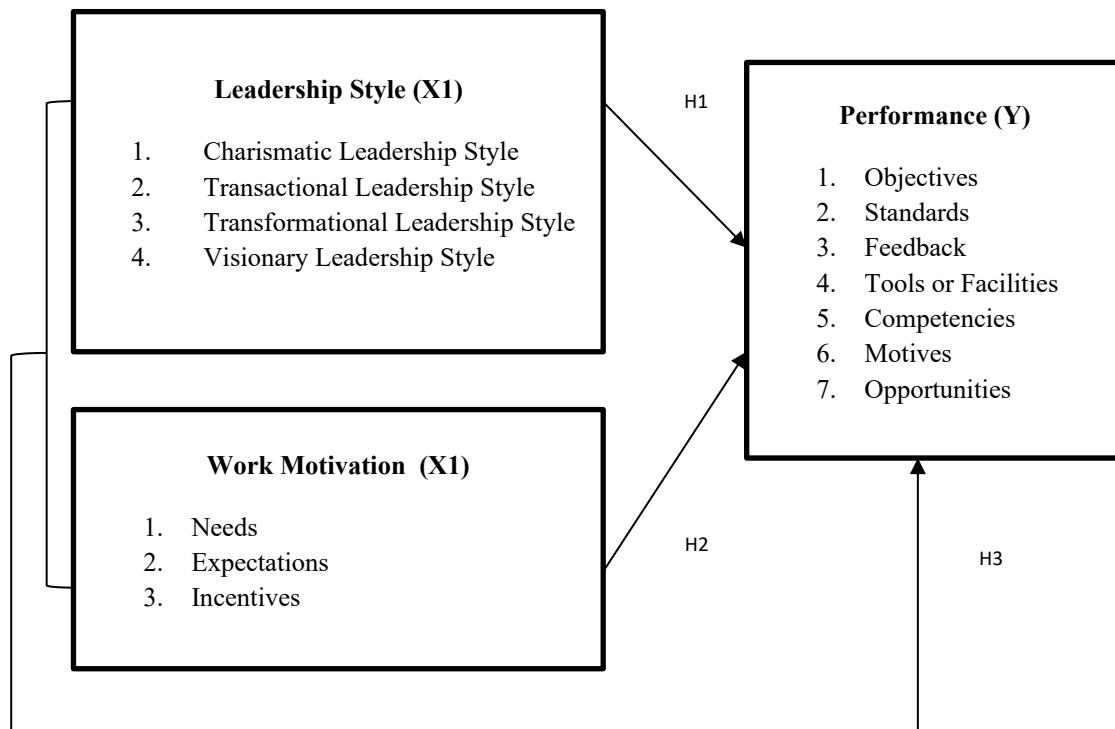 Leadership Style (X1)
1. Charismatic Leadership Style
2. Transactional Leadership Style
3. Transformational Leadership Style
4. Visionary Leadership Style
H1
Performance (Y)
1. Objectives
2. Standards
3. Feedback
4. Tools or Facilities
5. Competencies
6. Motives
7. Opportunities
Work Motivation (X1)
1. Needs
2. Expectations
3. Incentives
H2
H3